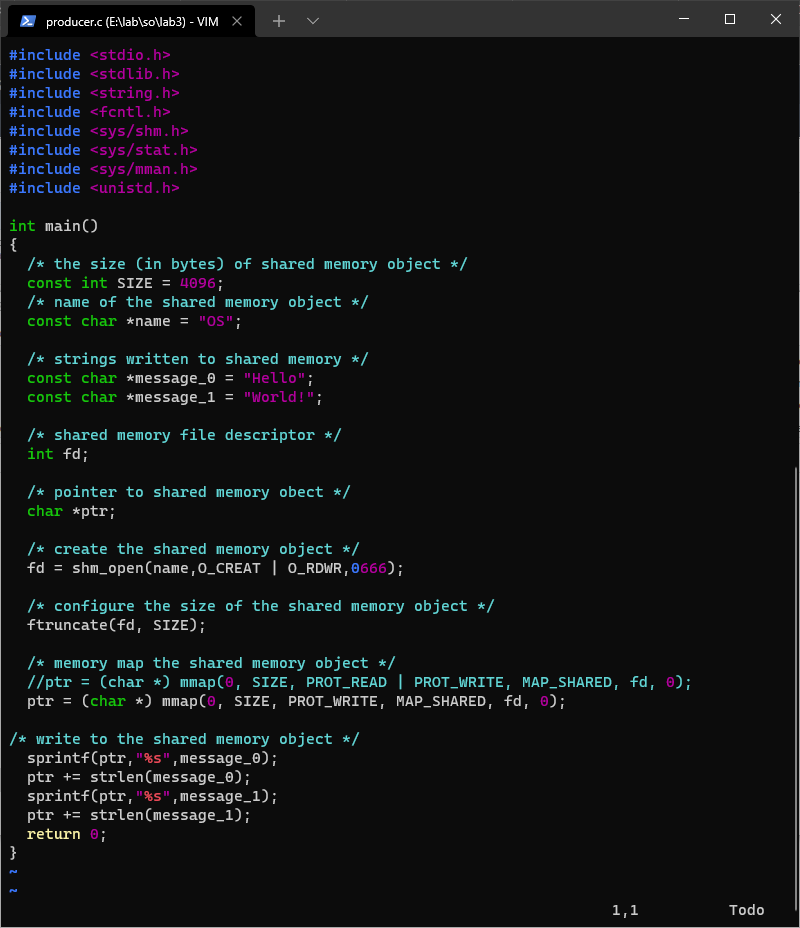 producer.c (E:\lab\so\lab3) - VIM
#include <stdio.h>
#include <stdlib.h>
#include <string.h>
#include <fcntl.h>
#include <sys/shm.h>
#include <sys/stat.h>
#include <sys/mman.h>
#include <unistd.h>

int main()
{
  /* the size (in bytes) of shared memory object */
  const int SIZE = 4096;
  /* name of the shared memory object */
  const char *name = "OS";

  /* strings written to shared memory */
  const char *message_0 = "Hello";
  const char *message_1 = "World!";

  /* shared memory file descriptor */
  int fd;

  /* pointer to shared memory obect */
  char *ptr;

  /* create the shared memory object */
  fd = shm_open(name,O_CREAT | O_RDWR,0666);

  /* configure the size of the shared memory object */
  ftruncate(fd, SIZE);

  /* memory map the shared memory object */
  //ptr = (char *) mmap(0, SIZE, PROT_READ | PROT_WRITE, MAP_SHARED, fd, 0);
  ptr = (char *) mmap(0, SIZE, PROT_WRITE, MAP_SHARED, fd, 0);

/* write to the shared memory object */
  sprintf(ptr,"%s",message_0);
  ptr += strlen(message_0);
  sprintf(ptr,"%s",message_1);
  ptr += strlen(message_1);
  return 0;
}
~
~
1,1 Todo